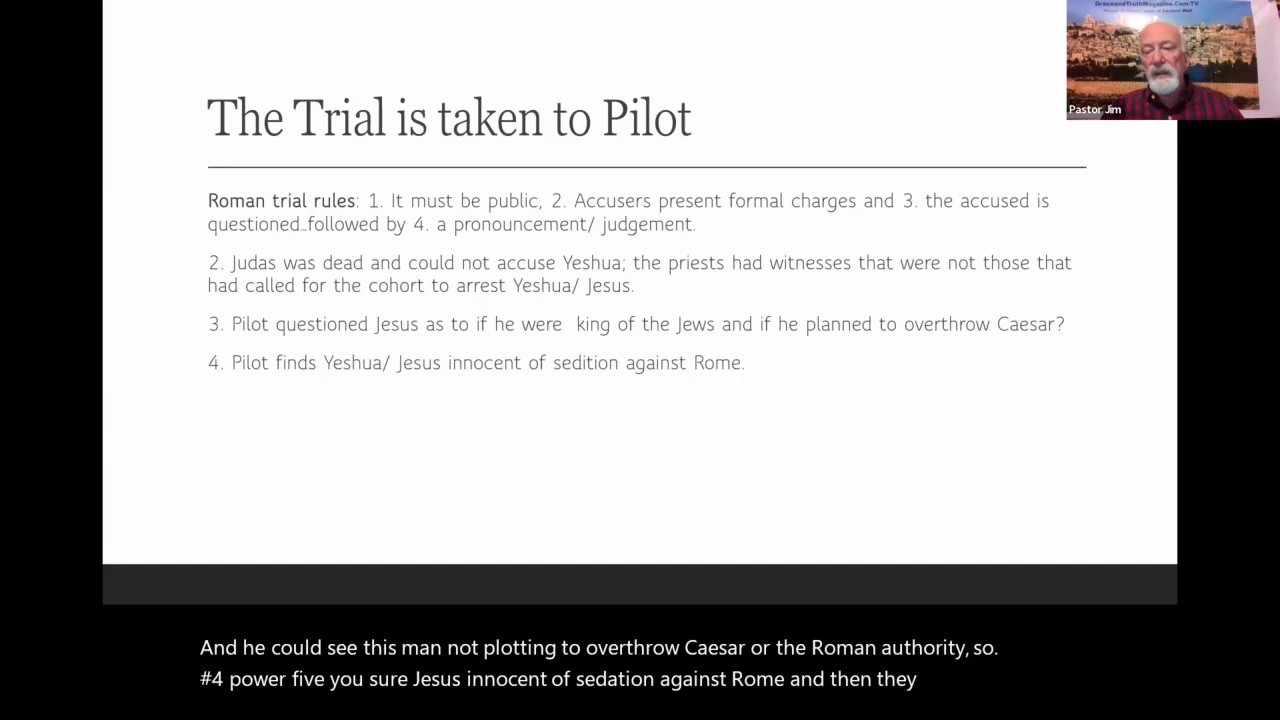 GraceandTruthMagazine.Com-TV
Pastor Jim
The Trial is taken to Pilot
Roman trial rules: 1. It must be public, 2. Accusers present formal charges and 3. the accused is
questioned…followed by 4. a pronouncement/ judgement.
2. Judas was dead and could not accuse Yeshua; the priests had witnesses that were not those that
had called for the cohort to arrest Yeshua/ Jesus.
3. Pilot questioned Jesus as to if he were  king of the Jews and if he planned to overthrow Caesar?
4. Pilot finds Yeshua/ Jesus innocent of sedition against Rome.
And he could see this man not plotting to overthrow Caesar or the Roman authority, so.
#4 power five you sure Jesus innocent of sedation against Rome and then they